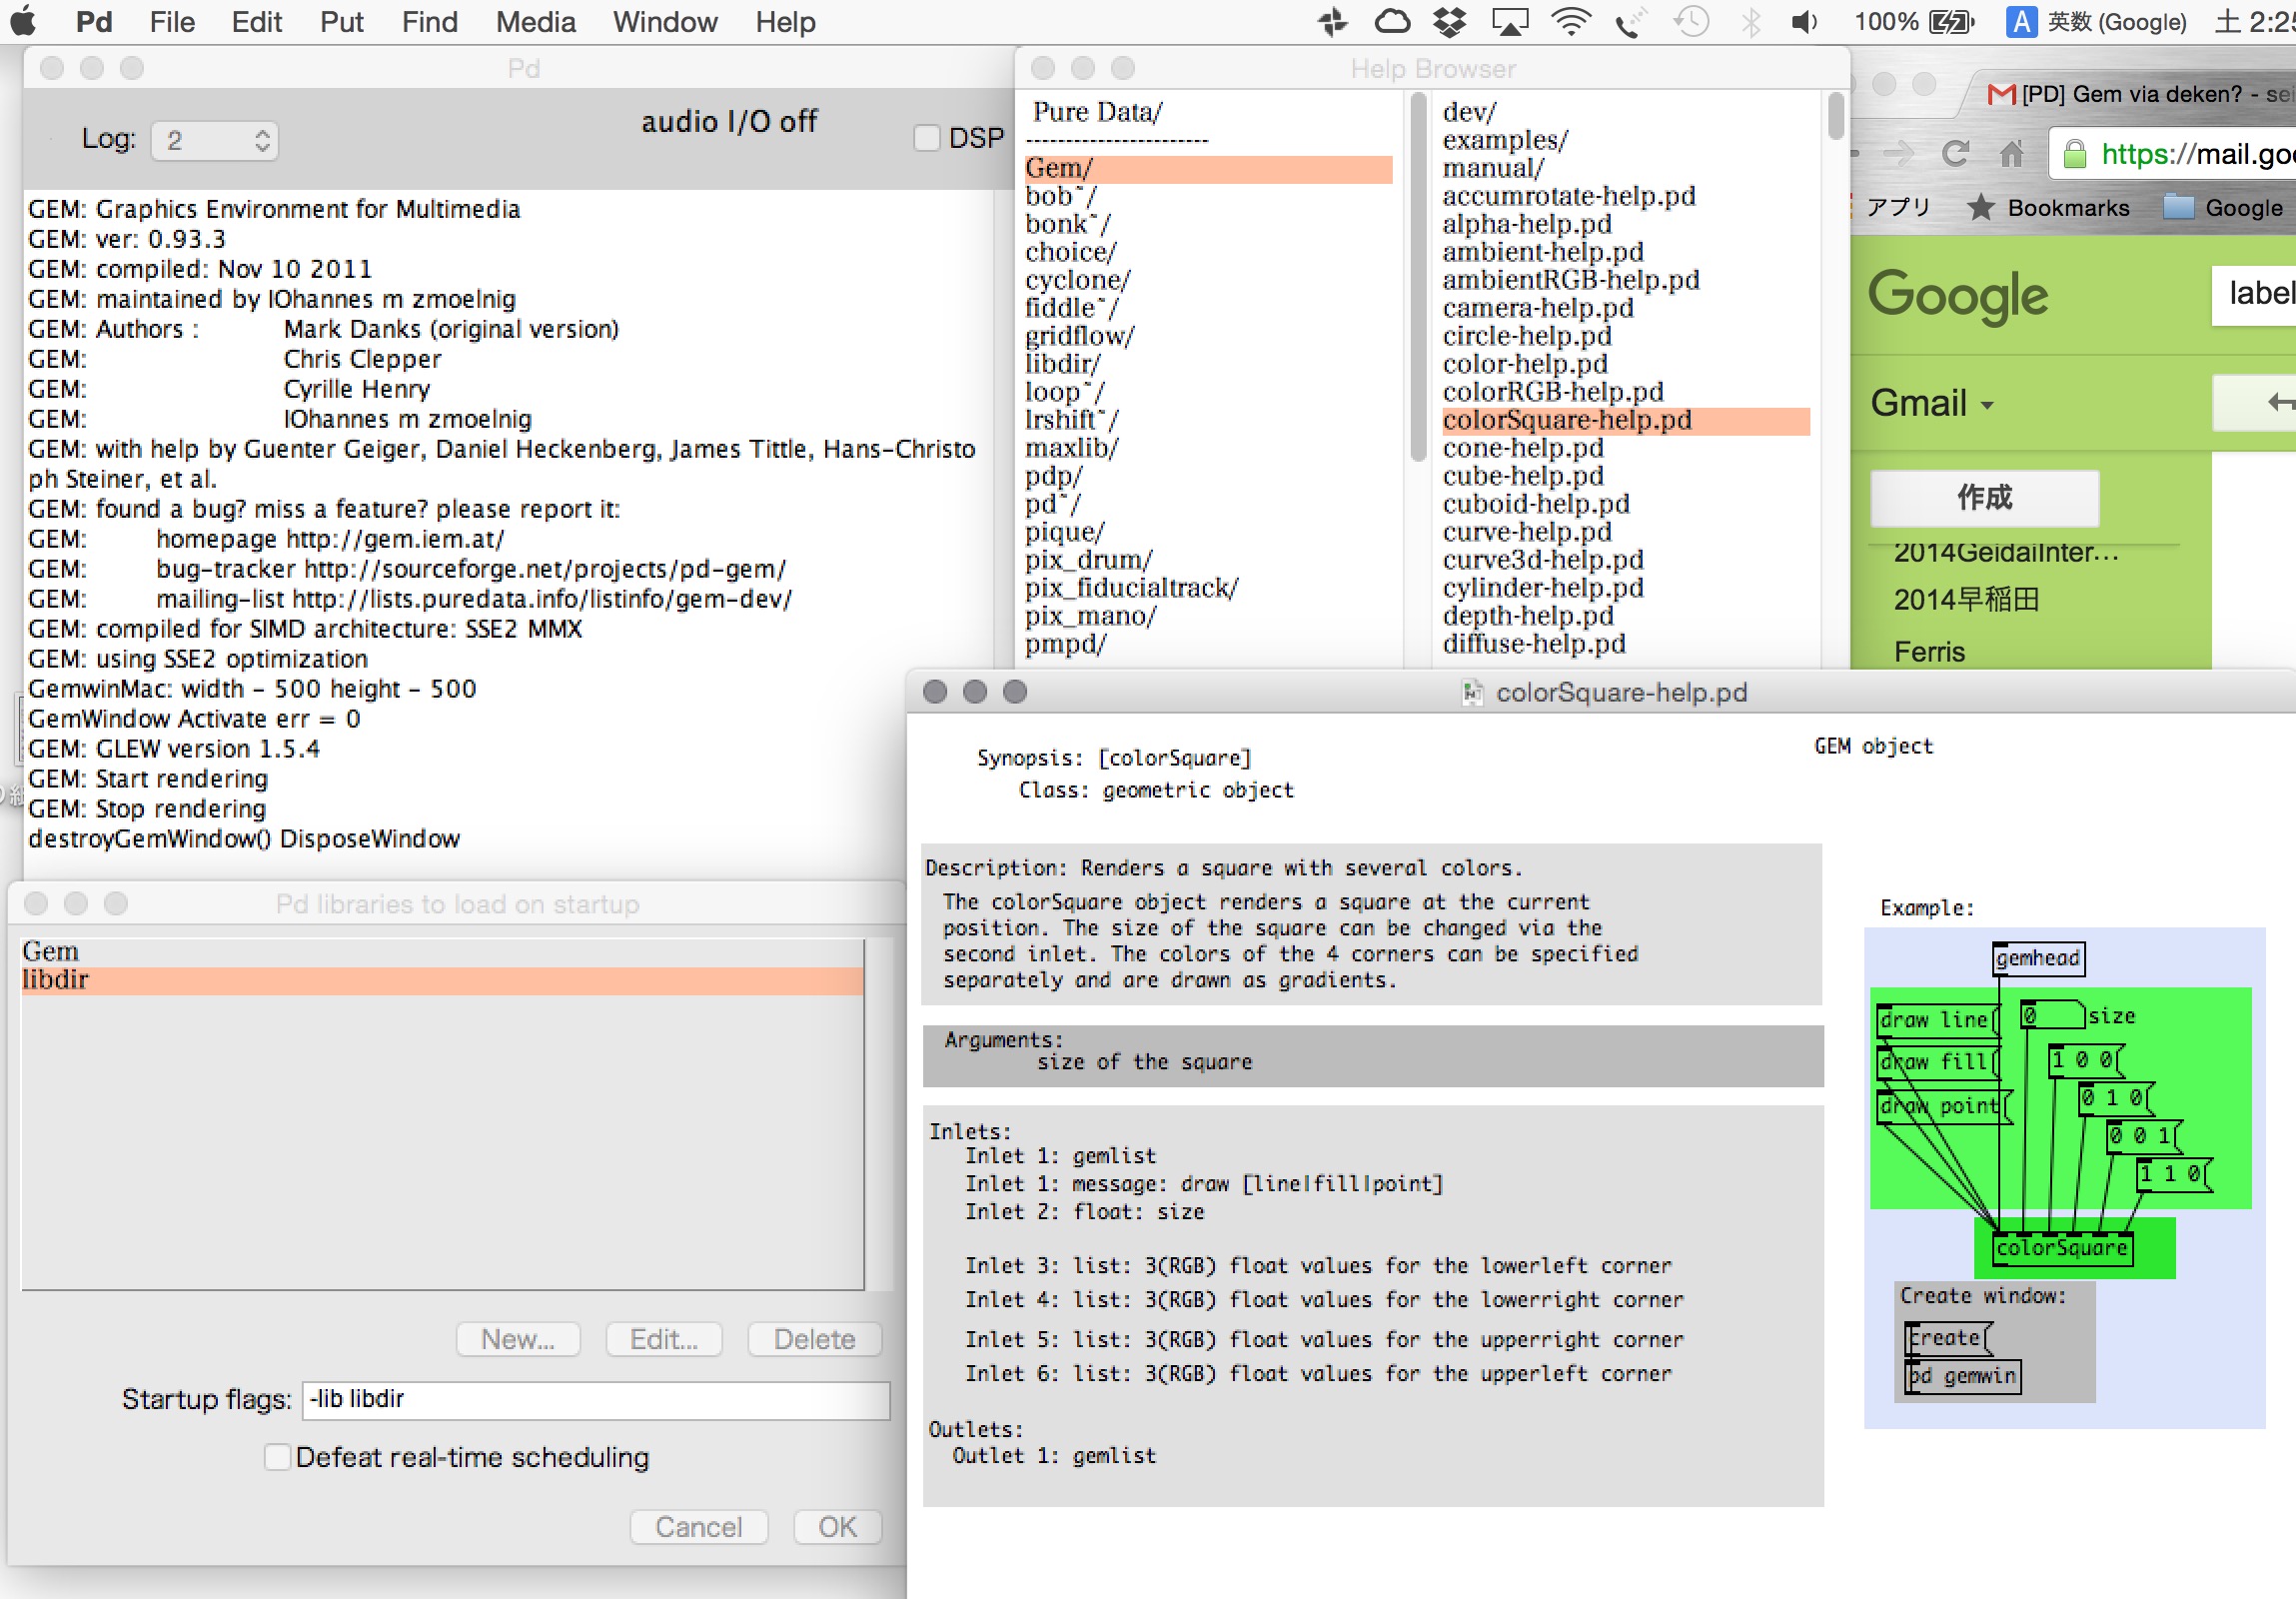 Pd File Edit Put Find Media Window Help 100% A 英数 (Google) 土
Pd
Log: 2 audio I/O off DSP
GEM: Graphics Environment for Multimedia
GEM: ver: 0.93.3
GEM: compiled: Nov 10 2011
GEM: maintained by IOhannes m zmoelnig
GEM: Authors : Mark Danks (original version)
GEM: Chris Clepper
GEM: Cyrille Henry
GEM: IOhannes m zmoelnig
GEM: with help by Guenter Geiger, Daniel Heckenberg, James Tittle, Hans-Christo
ph Steiner, et al.
GEM: found a bug? miss a feature? please report it:
GEM: homepage http://gem.iem.at/
GEM: bug-tracker http://sourceforge.net/projects/pd-gem/
GEM: mailing-list http://lists.puredata.info/listinfo/gem-dev/
GEM: compiled for SIMD architecture: SSE2 MMX
GEM: using SSE2 optimization
GemwinMac: width - 500 height - 500
GemWindow Activate err = 0
GEM: GLEW version 1.5.4
GEM: Start rendering
GEM: Stop rendering
destroyGemWindow() DisposeWindow
Help Browser
Pure Data/
----------------------
Gem/
bob~/
bonk~/
choice/
cyclone/
fiddle~/
gridflow/
libdir/
loop~/
lrshift~/
maxlib/
pdp/
pd~/
pique/
pix_drum/
pix_fiducialtrack/
pix_mano/
pmpd/
dev/
examples/
manual/
accumrotate-help.pd
alpha-help.pd
ambient-help.pd
ambientRGB-help.pd
camera-help.pd
circle-help.pd
color-help.pd
colorRGB-help.pd
colorSquare-help.pd
cone-help.pd
cube-help.pd
cuboid-help.pd
curve-help.pd
curve3d-help.pd
cylinder-help.pd
depth-help.pd
diffuse-help.pd
[PD] Gem via deken? - sei
https://mail.goo
アプリ Bookmarks Google
Google label
Gmail
作成
2014GeidaiInter...
2014早稲田
Ferris
Pd libraries to load on startup
Gem
libdir
New... Edit... Delete
Startup flags: -lib libdir
Defeat real-time scheduling
Cancel OK
colorSquare-help.pd
GEM object
Synopsis: [colorSquare]
Class: geometric object
Description: Renders a square with several colors.
The colorSquare object renders a square at the current
position. The size of the square can be changed via the
second inlet. The colors of the 4 corners can be specified
separately and are drawn as gradients.
Arguments:
size of the square
Inlets:
Inlet 1: gemlist
Inlet 1: message: draw [line|fill|point]
Inlet 2: float: size
Inlet 3: list: 3(RGB) float values for the lowerleft corner
Inlet 4: list: 3(RGB) float values for the lowerright corner
Inlet 5: list: 3(RGB) float values for the upperright corner
Inlet 6: list: 3(RGB) float values for the upperleft corner
Outlets:
Outlet 1: gemlist
Example:
gemhead
draw line 0 size
draw fill 1 0 0
draw point 0 1 0
0 0 1
1 1 0
colorSquare
Create window:
create
pd gemwin